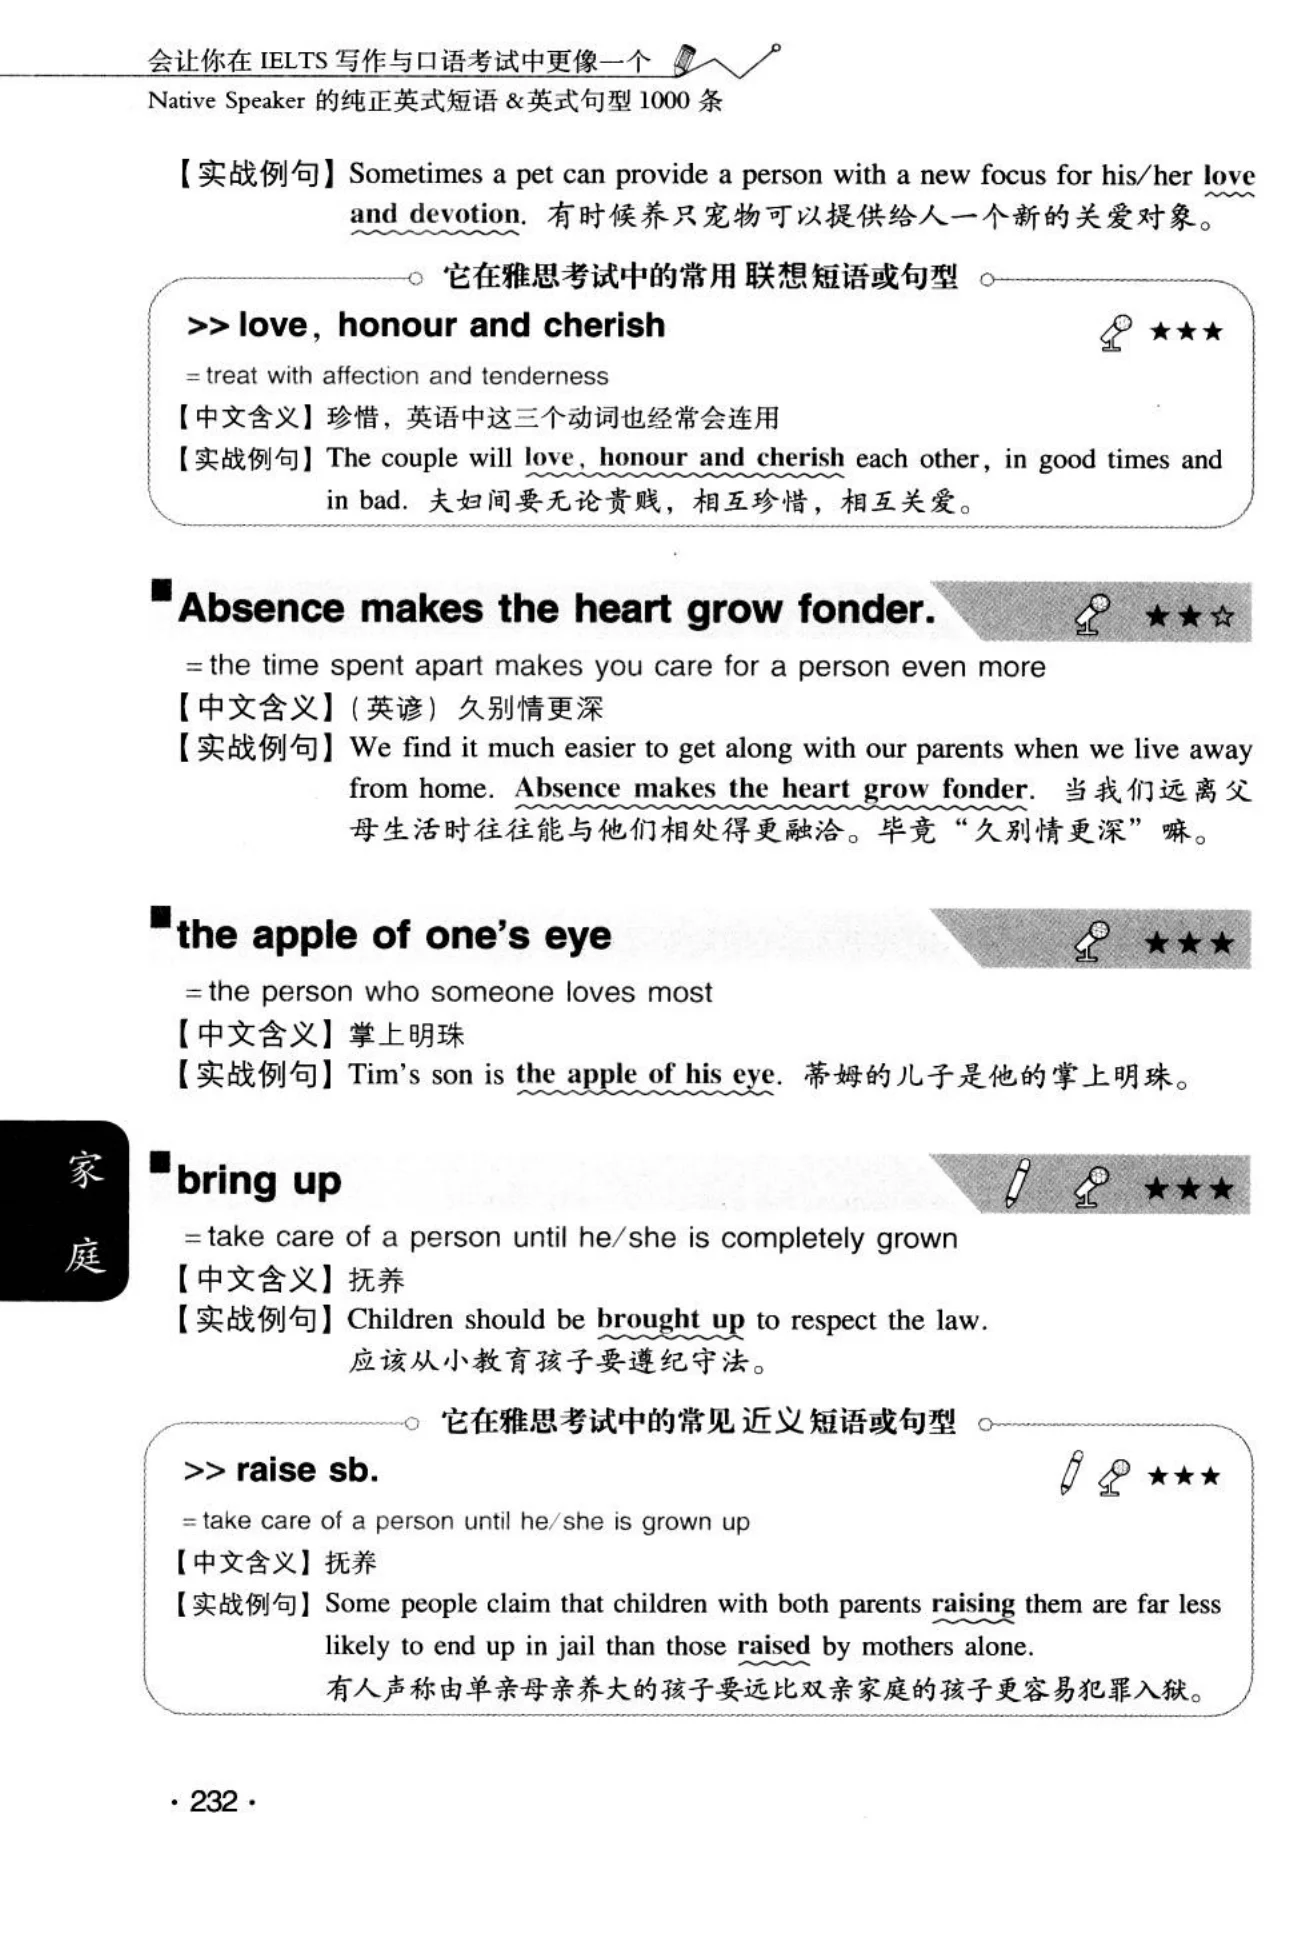 会让你在 IELTS 写作与口语考试中更像一个
Native Speaker 的纯正英式短语 &英式句型 1000 条
【实战例句】Sometimes a pet can provide a person with a new focus for his/her love
and devotion. 有时候养只宠物可以提供给人一个新的关爱对象。
它在雅思考试中的常用 联想短语或句型
>> love, honour and cherish ★★★
=treat with affection and tenderness
【中文含义】珍惜，英语中这三个动词也经常会连用
【实战例句】The couple will love, honour and cherish each other, in good times and
in bad. 夫妇间要无论贵贱，相互珍惜，相互关爱。
■Absence makes the heart grow fonder. ★★☆
=the time spent apart makes you care for a person even more
【中文含义】(英谚) 久别情更深
【实战例句】We find it much easier to get along with our parents when we live away
from home. Absence makes the heart grow fonder. 当我们远离父
母生活时往往能与他们相处得更融洽。毕竟“久别情更深”嘛。
■the apple of one's eye ★★★
=the person who someone loves most
【中文含义】掌上明珠
【实战例句】Tim's son is the apple of his eye. 蒂姆的儿子是他的掌上明珠。
家庭
■bring up ★★★
=take care of a person until he/she is completely grown
【中文含义】抚养
【实战例句】Children should be brought up to respect the law.
应该从小教育孩子要遵纪守法。
它在雅思考试中的常见 近义短语或句型
>> raise sb. ★★★
=take care of a person until he/she is grown up
【中文含义】抚养
【实战例句】Some people claim that children with both parents raising them are far less
likely to end up in jail than those raised by mothers alone.
有人声称由单亲母亲养大的孩子要远比双亲家庭的孩子更容易犯罪入狱。
· 232 ·